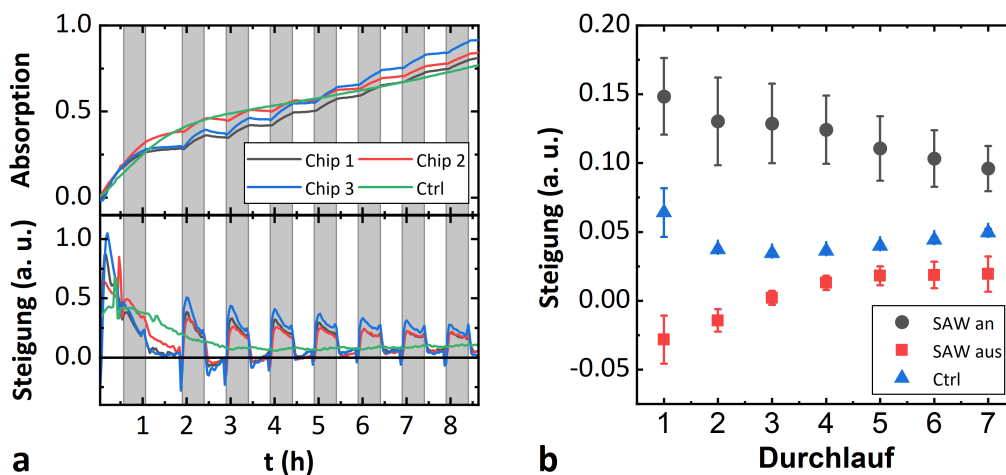 1.0
0.5
0.0
Absorption
Chip 1
Chip 2
Chip 3
Ctrl
1.0
0.5
0.0
Steigung (a. u.)
1 2 3 4 5 6 7 8
t (h)
a
0.20
0.15
0.10
0.05
0.00
-0.05
Steigung (a. u.)
SAW an
SAW aus
Ctrl
1 2 3 4 5 6 7
Durchlauf
b